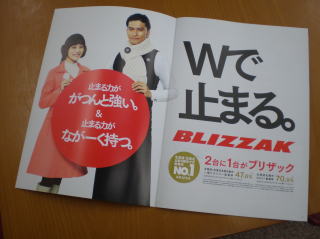 止まる力が
がつんと強い。
&
止まる力が
ながーく持つ。
Wで
止まる。
BLIZZAK
NO.1
2台に1台がブリザック